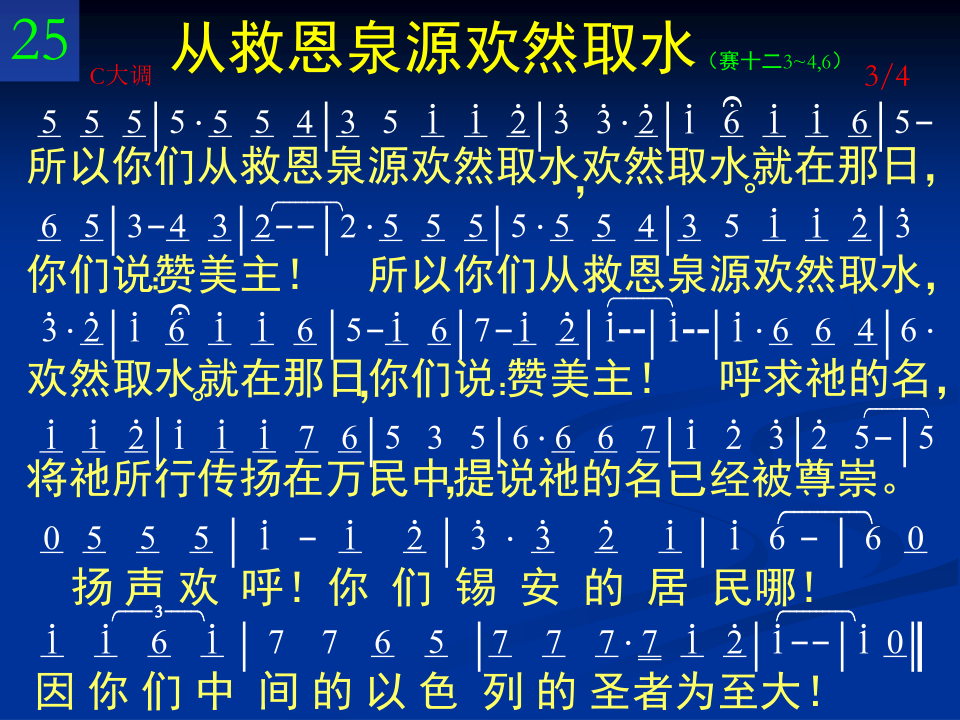 25
从救恩泉源欢然取水（赛十二3~4,6）
C大调 3/4
5 5 5|5·5 5 4|3 5 i i 2̇|3̇ 3̇·2̇|i 6 i i 6|5-
所以你们从救恩泉源欢然取水,欢然取水。就在那日,
6 5|3-4 3|2--|2·5 5 5|5·5 5 4|3 5 i i 2̇|3̇
你们说:赞美主! 所以你们从救恩泉源欢然取水,
3̇·2̇|i 6 i i 6|5-i 6|7-i 2̇|i--|i--|i·6 6 4|6·
欢然取水。就在那日,你们说:赞美主! 呼求祂的名,
i i 2̇|i i i 7 6|5 3 5|6·6 6 7|i 2̇ 3̇|2̇ 5-|5
将祂所行传扬在万民中,提说祂的名已经被尊崇。
0 5 5 5|i - i 2̇|3̇ · 3̇ 2̇ i|i 6 -|6 0
扬声欢呼!你们锡安的居民哪!
3
i i 6 i|7 7 6 5|7 7 7·7 i 2̇|i--|i 0‖
因你们中间的以色列的圣者为至大!